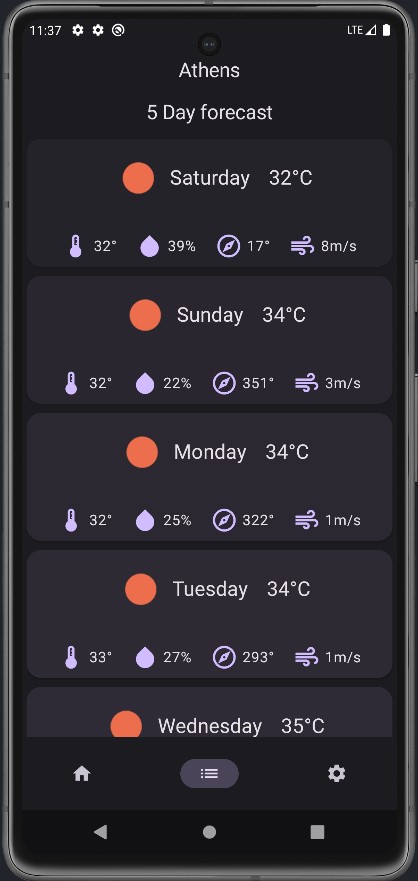 11:37 LTE
Athens
5 Day forecast
Saturday 32°C
32° 39% 17° 8m/s
Sunday 34°C
32° 22% 351° 3m/s
Monday 34°C
32° 25% 322° 1m/s
Tuesday 34°C
33° 27% 293° 1m/s
Wednesday 35°C